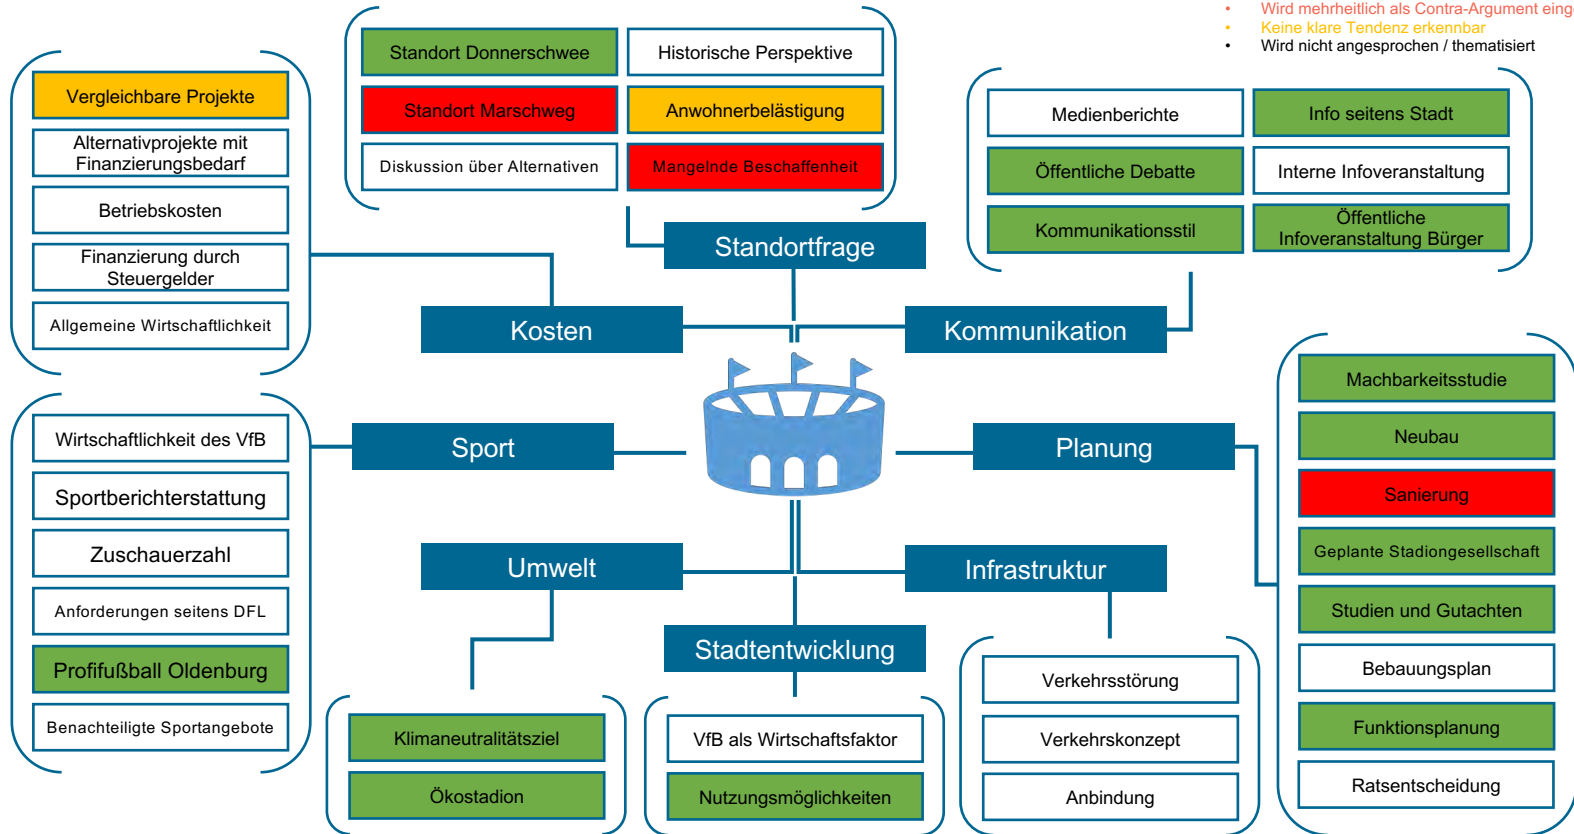 Wird mehrheitlich als Contra-Argument
Keine klare Tendenz erkennbar
Wird nicht angesprochen / thematisiert
Standort Donnerschwee
Historische Perspektive
Standort Marschweg
Anwohnerbelästigung
Diskussion über Alternativen
Mangelnde Beschaffenheit
Vergleichbare Projekte
Alternativprojekte mit
Finanzierungsbedarf
Betriebskosten
Finanzierung durch
Steuergelder
Allgemeine Wirtschaftlichkeit
Medienberichte
Info seitens Stadt
Öffentliche Debatte
Interne Infoveranstaltung
Kommunikationsstil
Öffentliche
Infoveranstaltung Bürger
Standortfrage
Kosten
Kommunikation
Sport
Planung
Umwelt
Infrastruktur
Stadtentwicklung
Wirtschaftlichkeit des VfB
Sportberichterstattung
Zuschauerzahl
Anforderungen seitens DFL
Profifußball Oldenburg
Benachteiligte Sportangebote
Machbarkeitsstudie
Neubau
Sanierung
Geplante Stadiongesellschaft
Studien und Gutachten
Bebauungsplan
Funktionsplanung
Ratsentscheidung
Klimaneutralitätsziel
Ökostadion
VfB als Wirtschaftsfaktor
Nutzungsmöglichkeiten
Verkehrsstörung
Verkehrskonzept
Anbindung